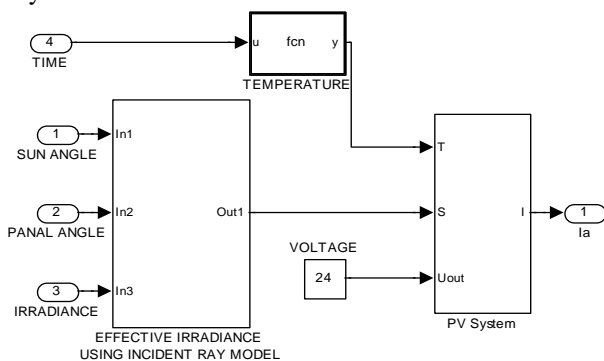 4
TIME
u
fcn
y
TEMPERATURE
1
SUN ANGLE
In1
2
PANAL ANGLE
In2
3
IRRADIANCE
In3
Out1
EFFECTIVE IRRADIANCE
USING INCIDENT RAY MODEL
VOLTAGE
24
T
S
Uout
I
PV System
1
Ia